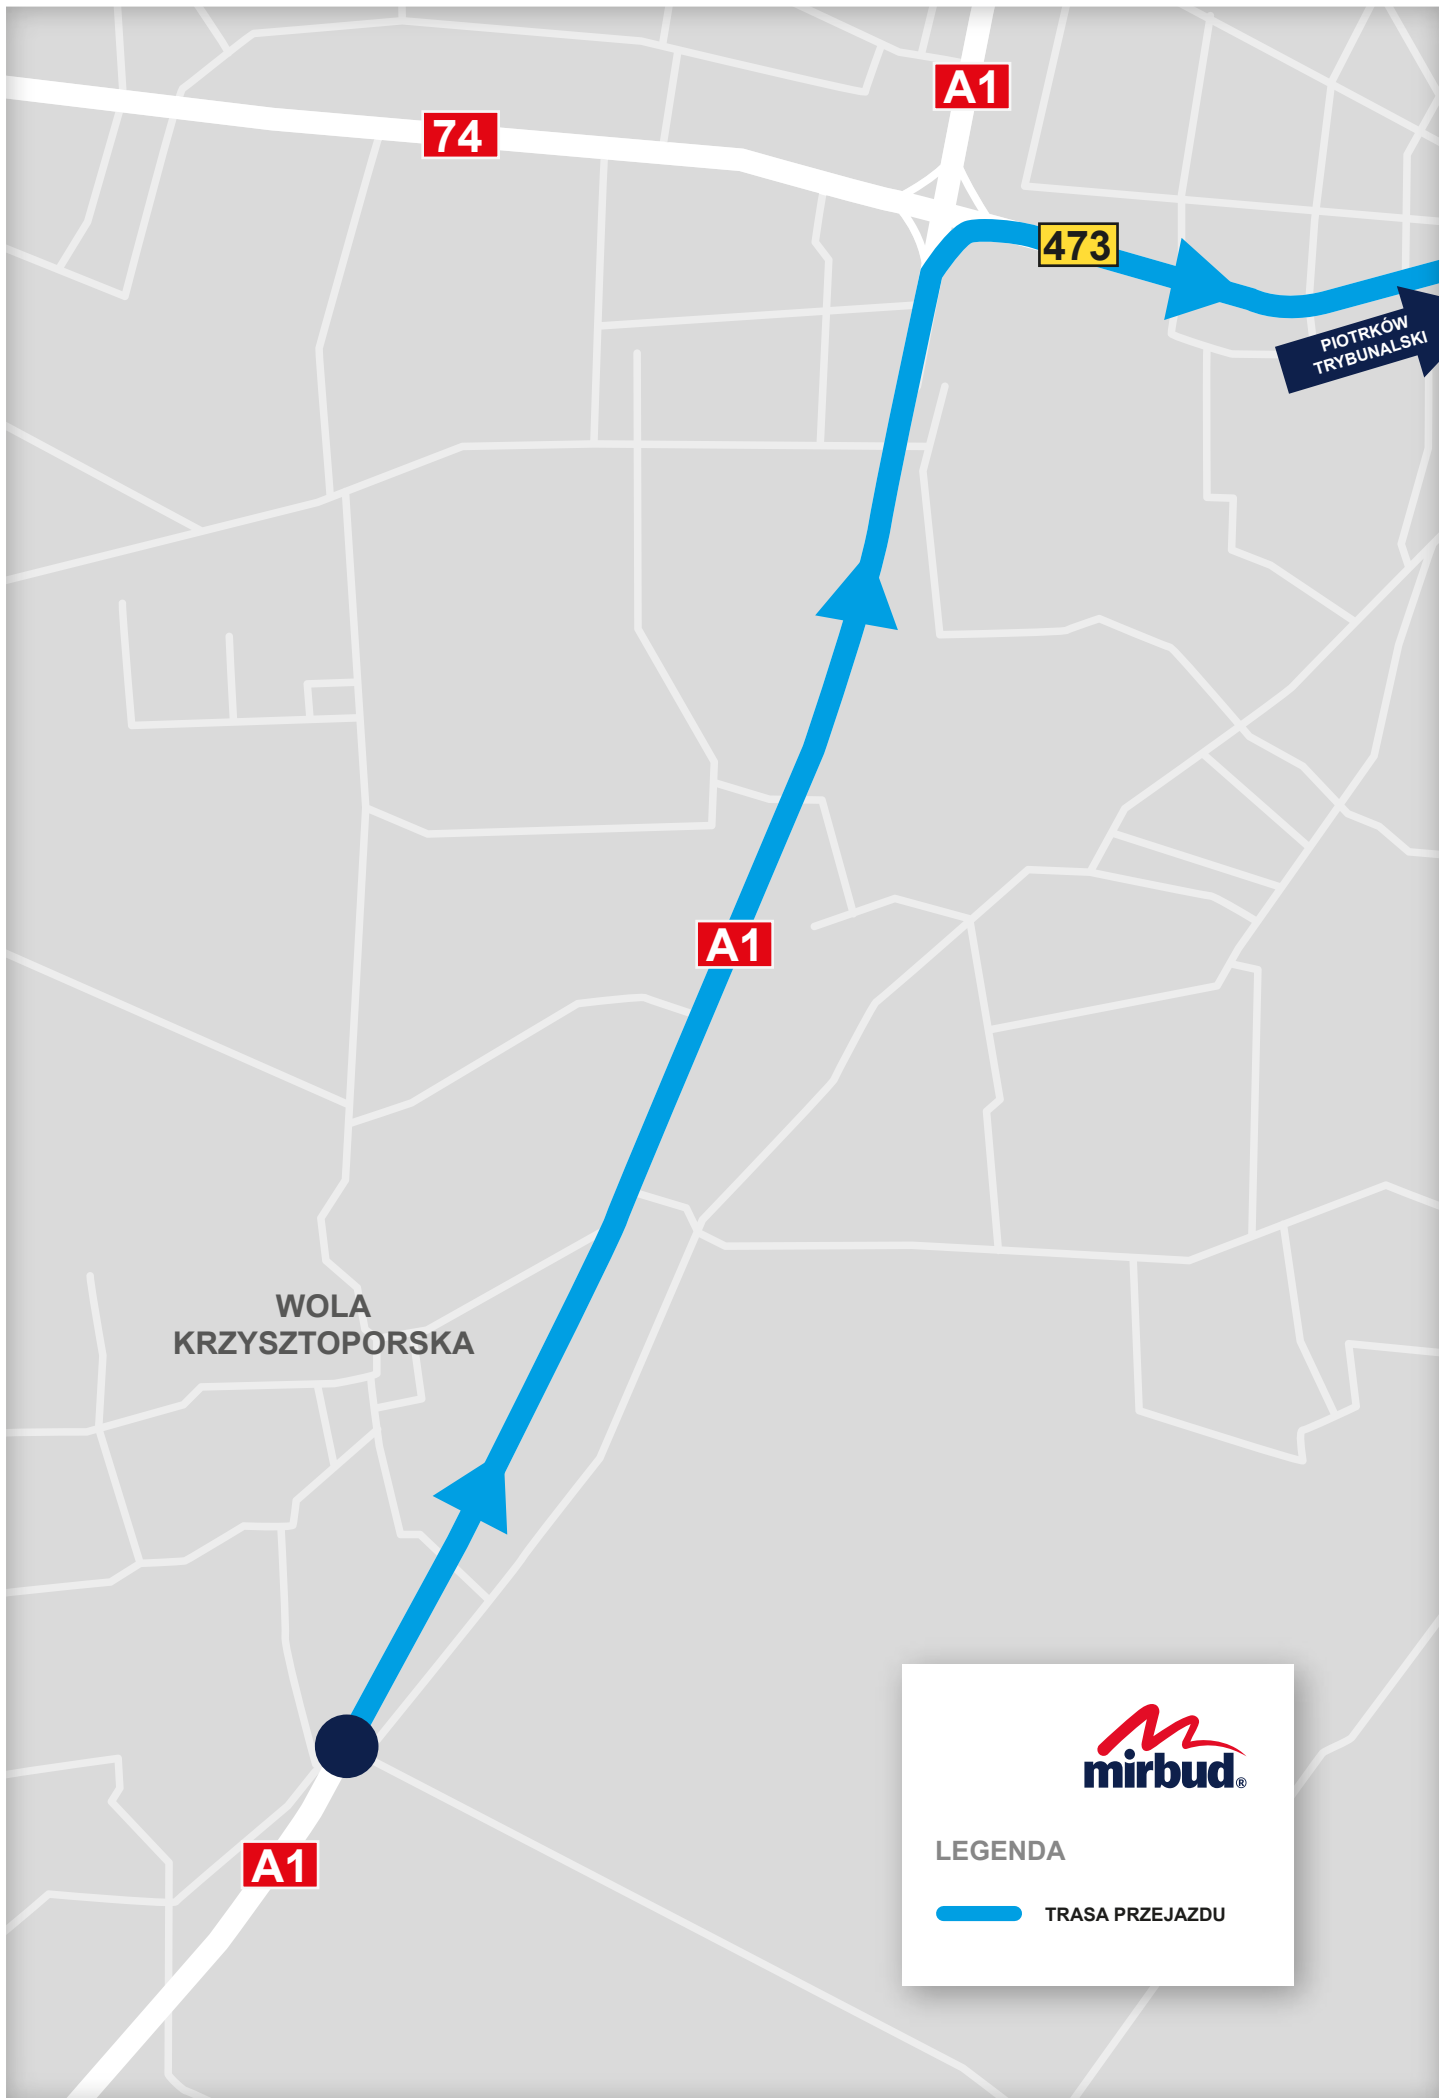 A1
74
473
PIOTRKÓW
TRYBUNALSKI
A1
WOLA
KRZYSZTOPORSKA
A1
mirbud®
LEGENDA
TRASA PRZEJAZDU